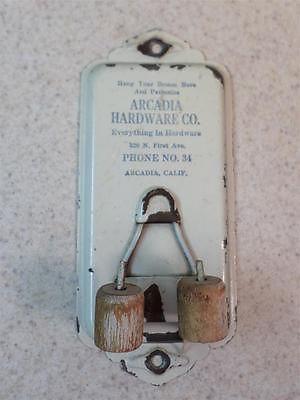 Hang Your Broom Here
And Patronize
ARCADIA
HARDWARE CO.
Everything in Hardware
320 N. First Ave.
PHONE NO. 34
ARCADIA, CALIF.